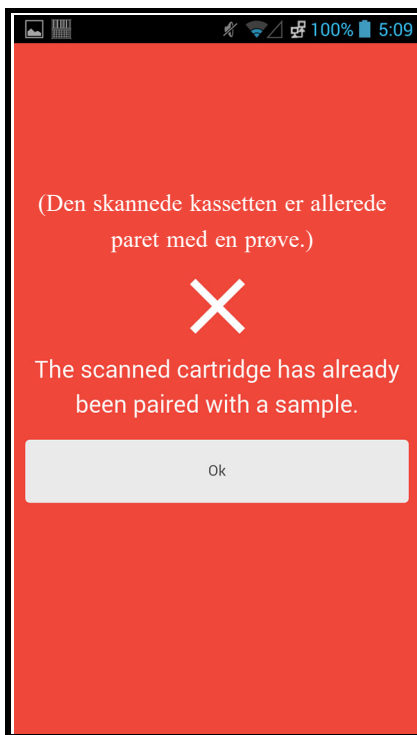 100% 5:09
(Den skannede kassetten er allerede
paret med en prøve.)
The scanned cartridge has already
been paired with a sample.
Ok